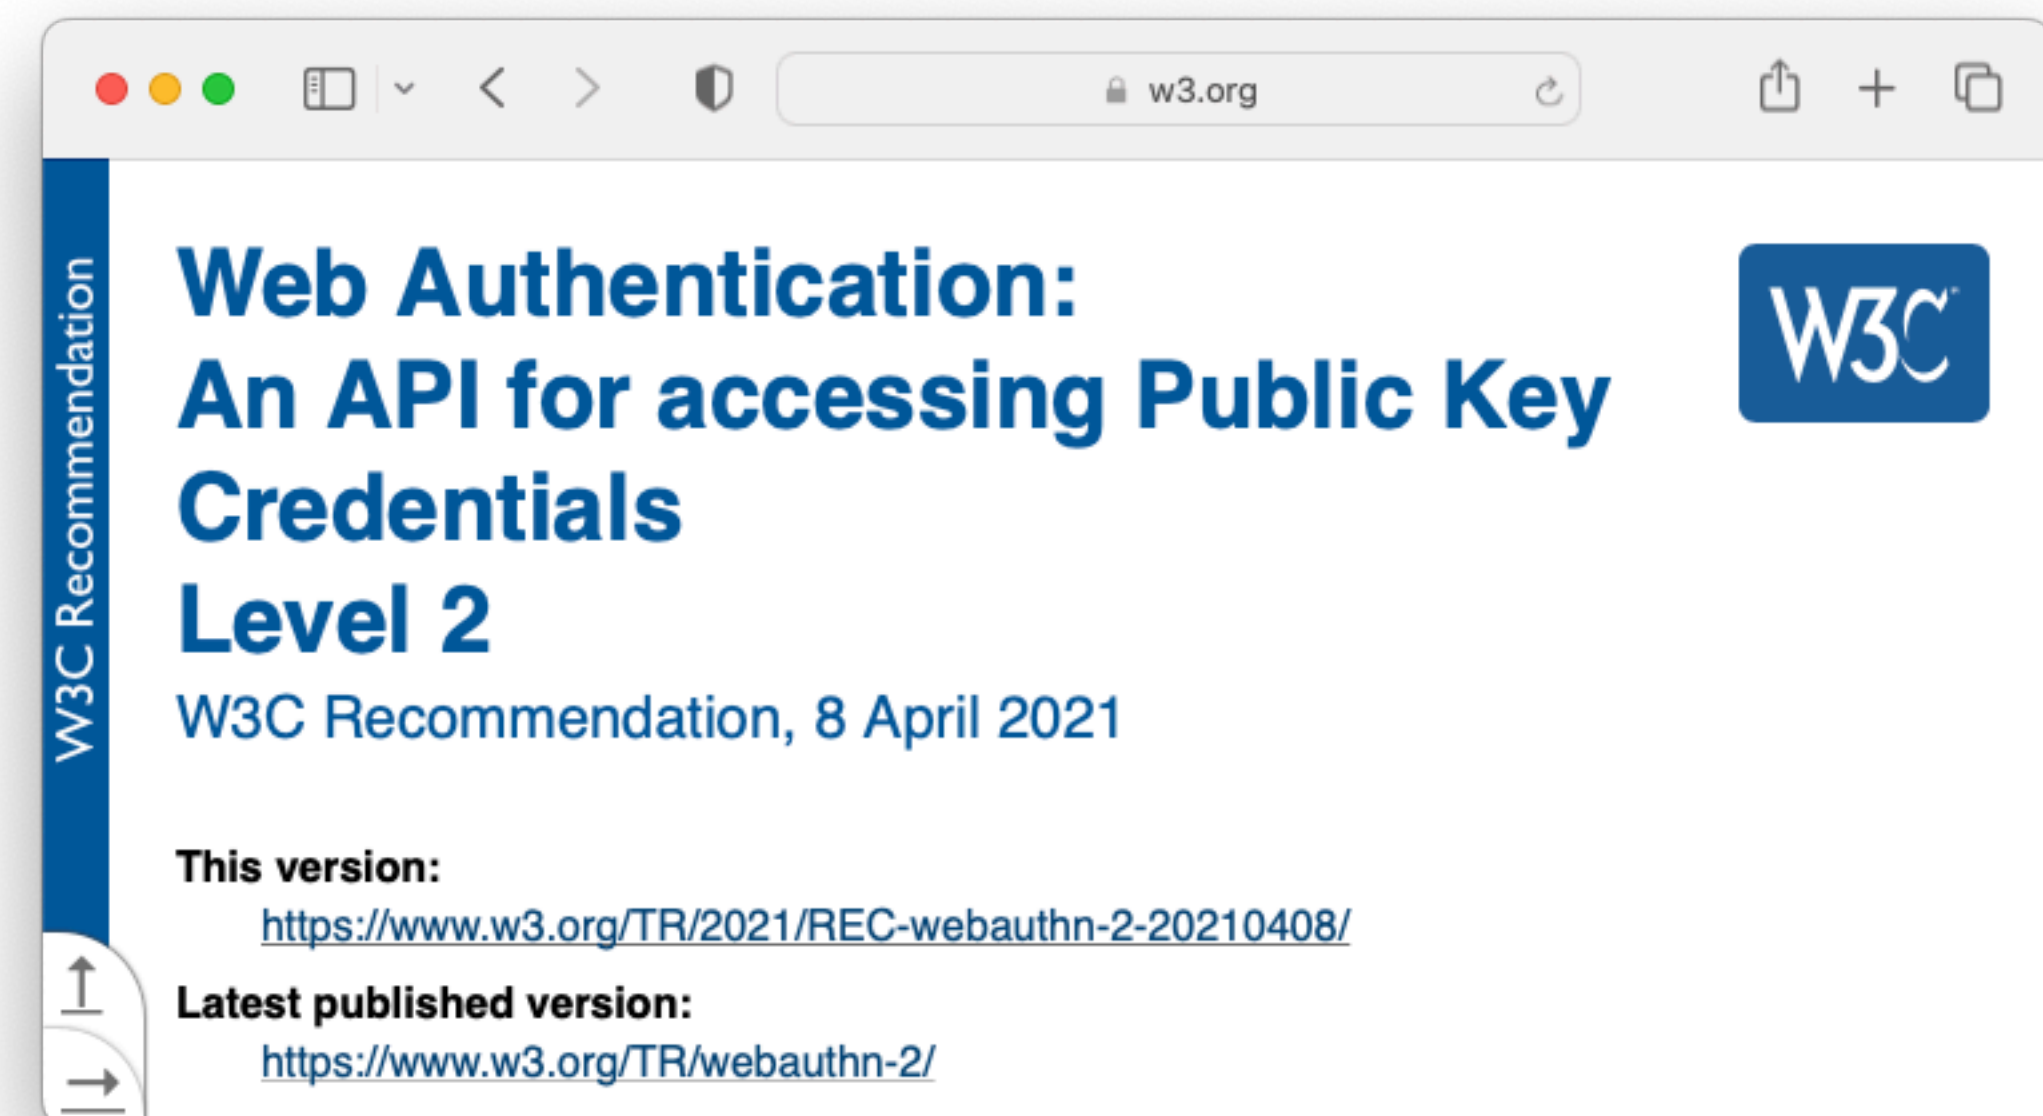 w3.org
W3C Recommendation
Web Authentication:
An API for accessing Public Key
Credentials
Level 2
W3C
W3C Recommendation, 8 April 2021
This version:
https://www.w3.org/TR/2021/REC-webauthn-2-20210408/
Latest published version:
https://www.w3.org/TR/webauthn-2/